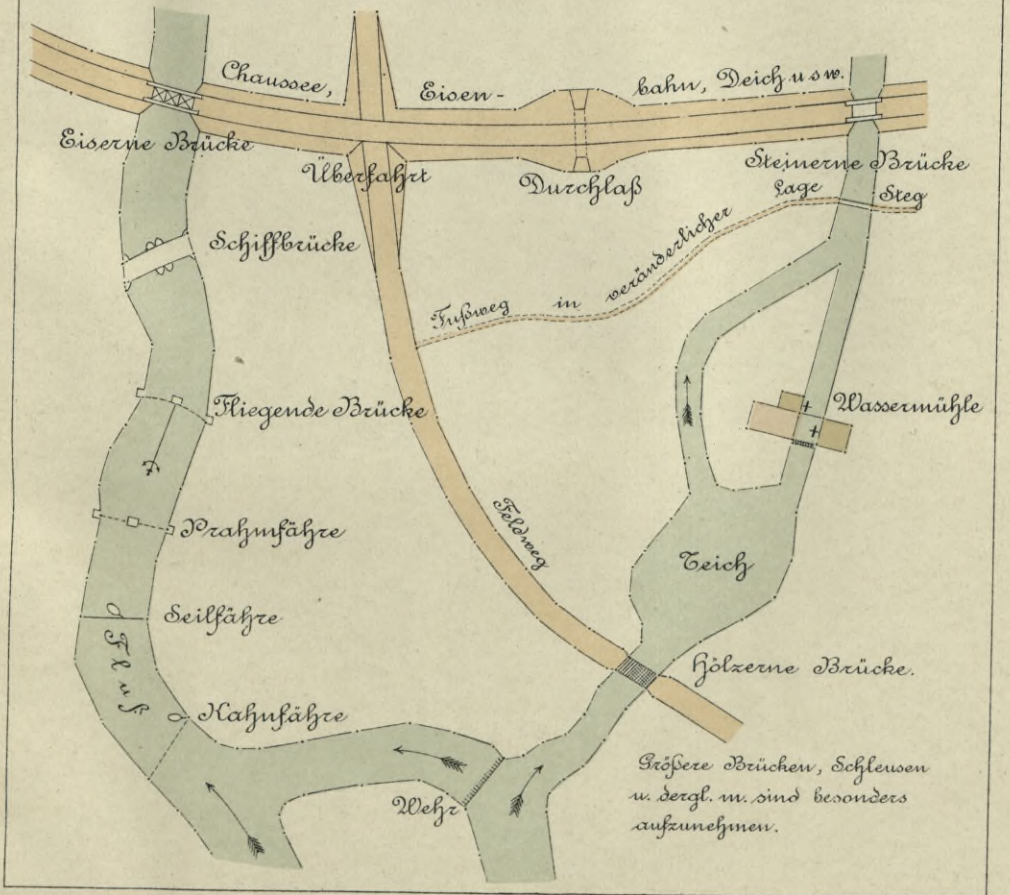 Chaussee, Eisen- bahn, Deich usw.
Eiserne Brücke
Überfahrt
Durchlaß
Steinerne Brücke
Fußweg in veränderlicher Lage
Steg
Schiffbrücke
Fliegende Brücke
Wassermühle
Prahmfähre
Feldweg
Teich
Seilfähre
Fluß
Hölzerne Brücke.
Kahnfähre
Wehr
Größere Brücken, Schleusen
u. dergl. m. sind besonders
aufzunehmen.